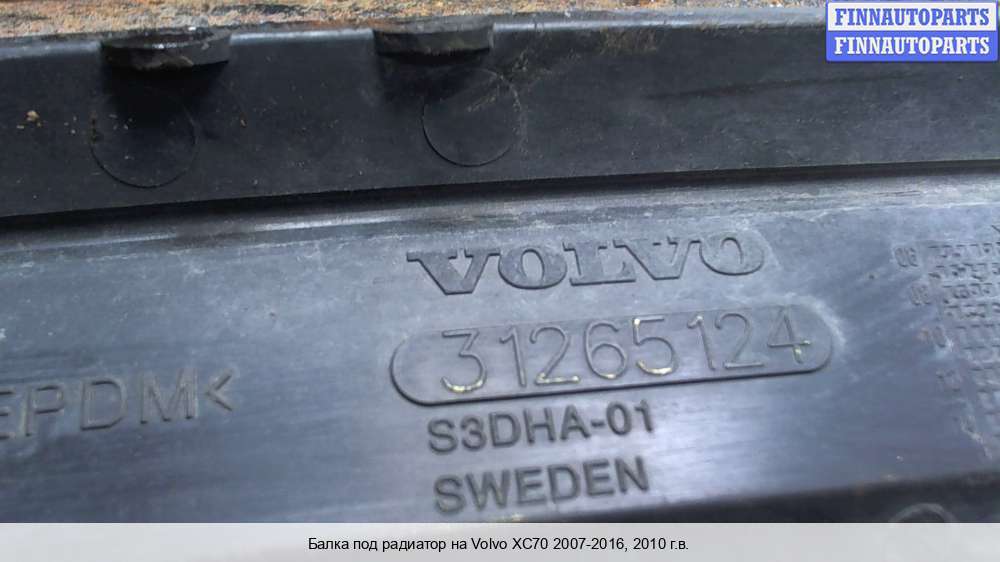 FINNAUTOPARTS
FINNAUTOPARTS
VOLVO
31265124
EPDM<
S3DHA-01
SWEDEN
Балка под радиатор на Volvo XC70 2007-2016, 2010 г.в.